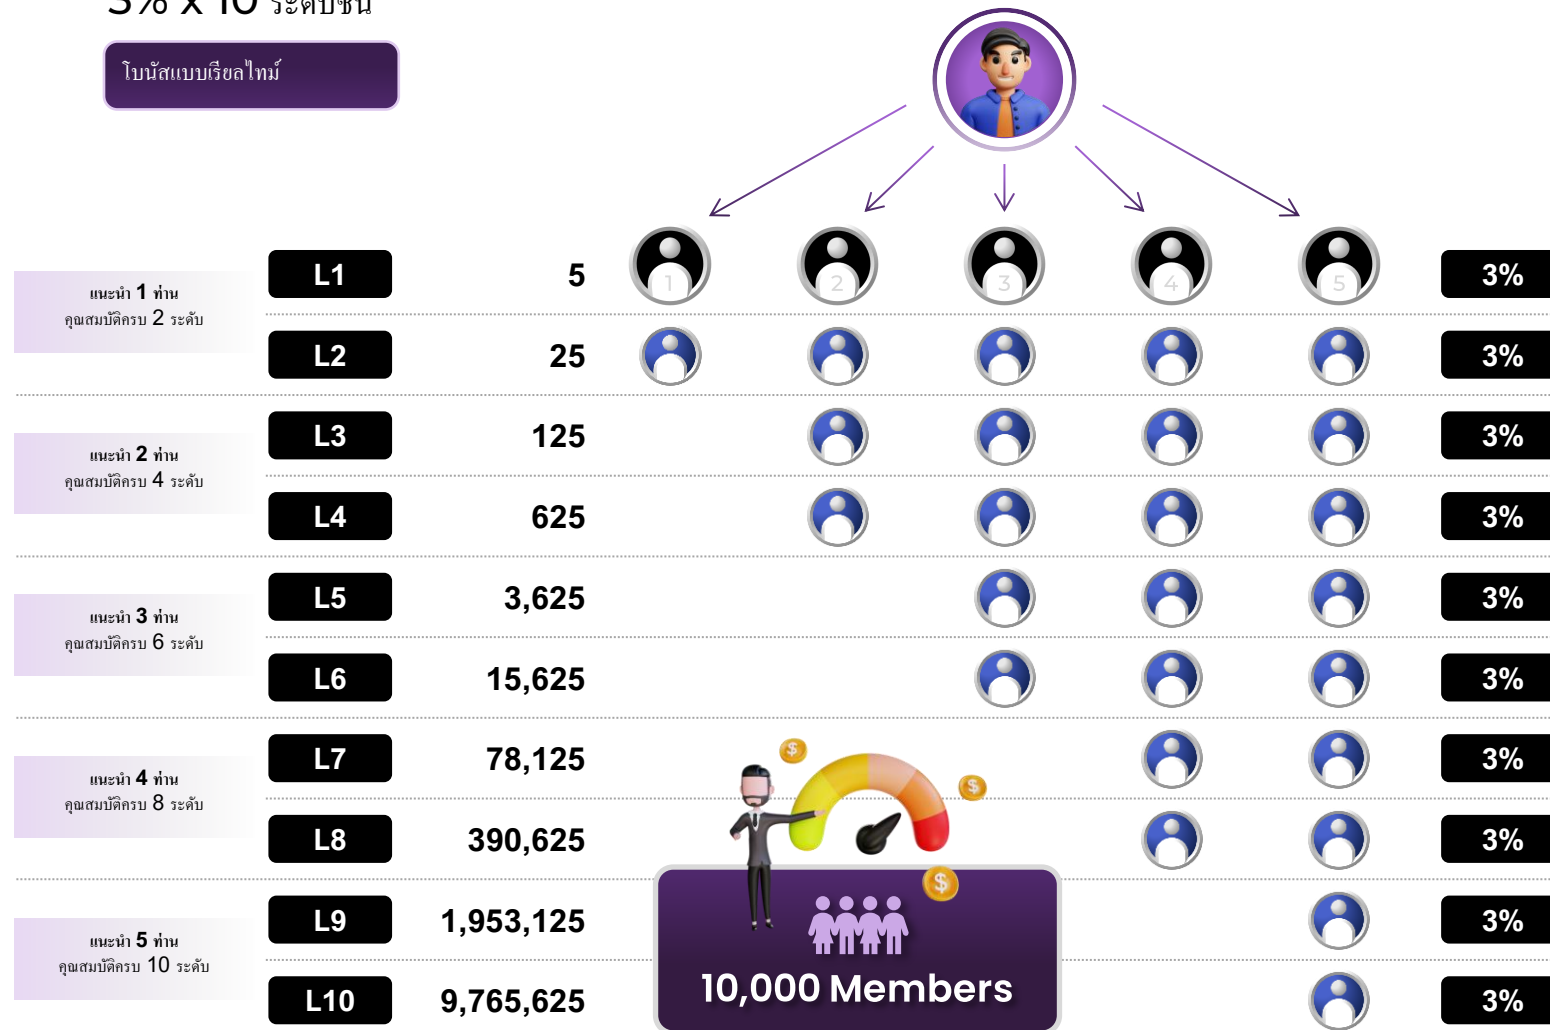 3% x 10 ระดับชั้น
โบนัสแบบเรียลไทม์
แนะนำ 1 ท่าน
คุณสมบัติครบ 2 ระดับ
L1 5 1 2 3 4 5 3%
L2 25 3%
แนะนำ 2 ท่าน
คุณสมบัติครบ 4 ระดับ
L3 125 3%
L4 625 3%
แนะนำ 3 ท่าน
คุณสมบัติครบ 6 ระดับ
L5 3,625 3%
L6 15,625 3%
แนะนำ 4 ท่าน
คุณสมบัติครบ 8 ระดับ
L7 78,125 3%
L8 390,625 3%
แนะนำ 5 ท่าน
คุณสมบัติครบ 10 ระดับ
L9 1,953,125 3%
L10 9,765,625 3%
$
$
$
10,000 Members